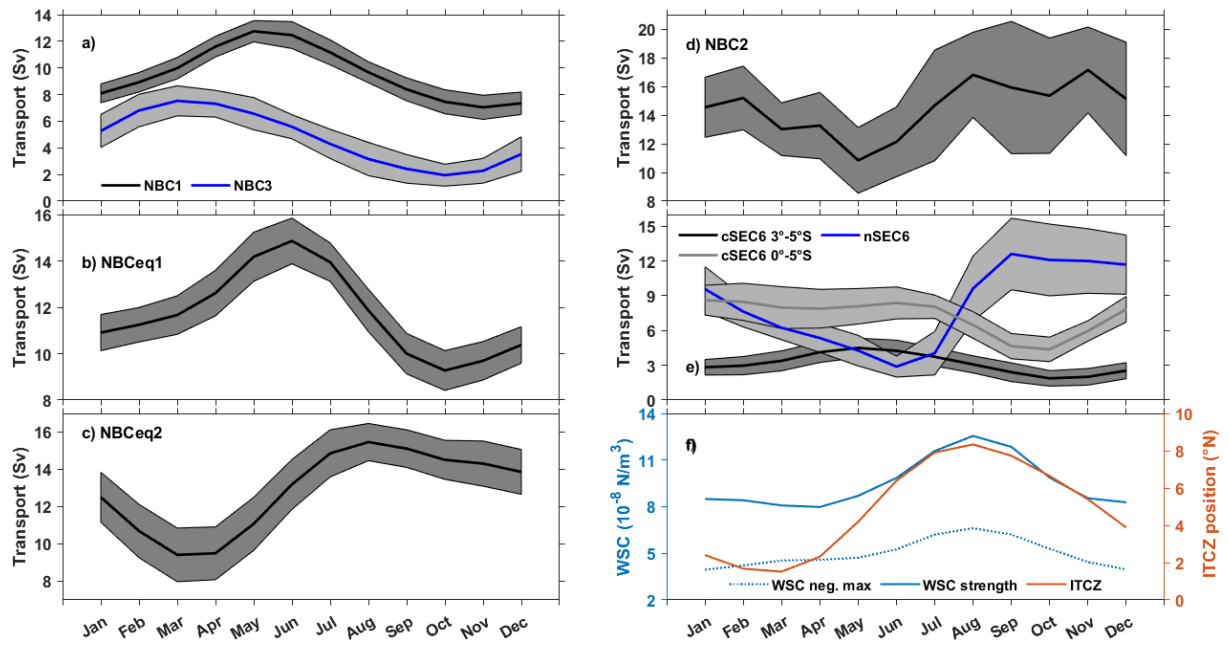 a)
Transport (Sv)
14
12
10
8
6
4
2
0
NBC1 NBC3
b) NBCeq1
Transport (Sv)
16
14
12
10
8
c) NBCeq2
Transport (Sv)
16
14
12
10
8
Jan Feb Mar Apr May Jun Jul Aug Sep Oct Nov Dec
d) NBC2
Transport (Sv)
20
18
16
14
12
10
8
cSEC6 3°-5°S nSEC6
cSEC6 0°-5°S
Transport (Sv)
15
12
9
6
3
0
e)
f)
WSC (10-8 N/m3)
14
11
8
5
2
ITCZ position (°N)
10
8
6
4
2
0
WSC neg. max WSC strength ITCZ
Jan Feb Mar Apr May Jun Jul Aug Sep Oct Nov Dec